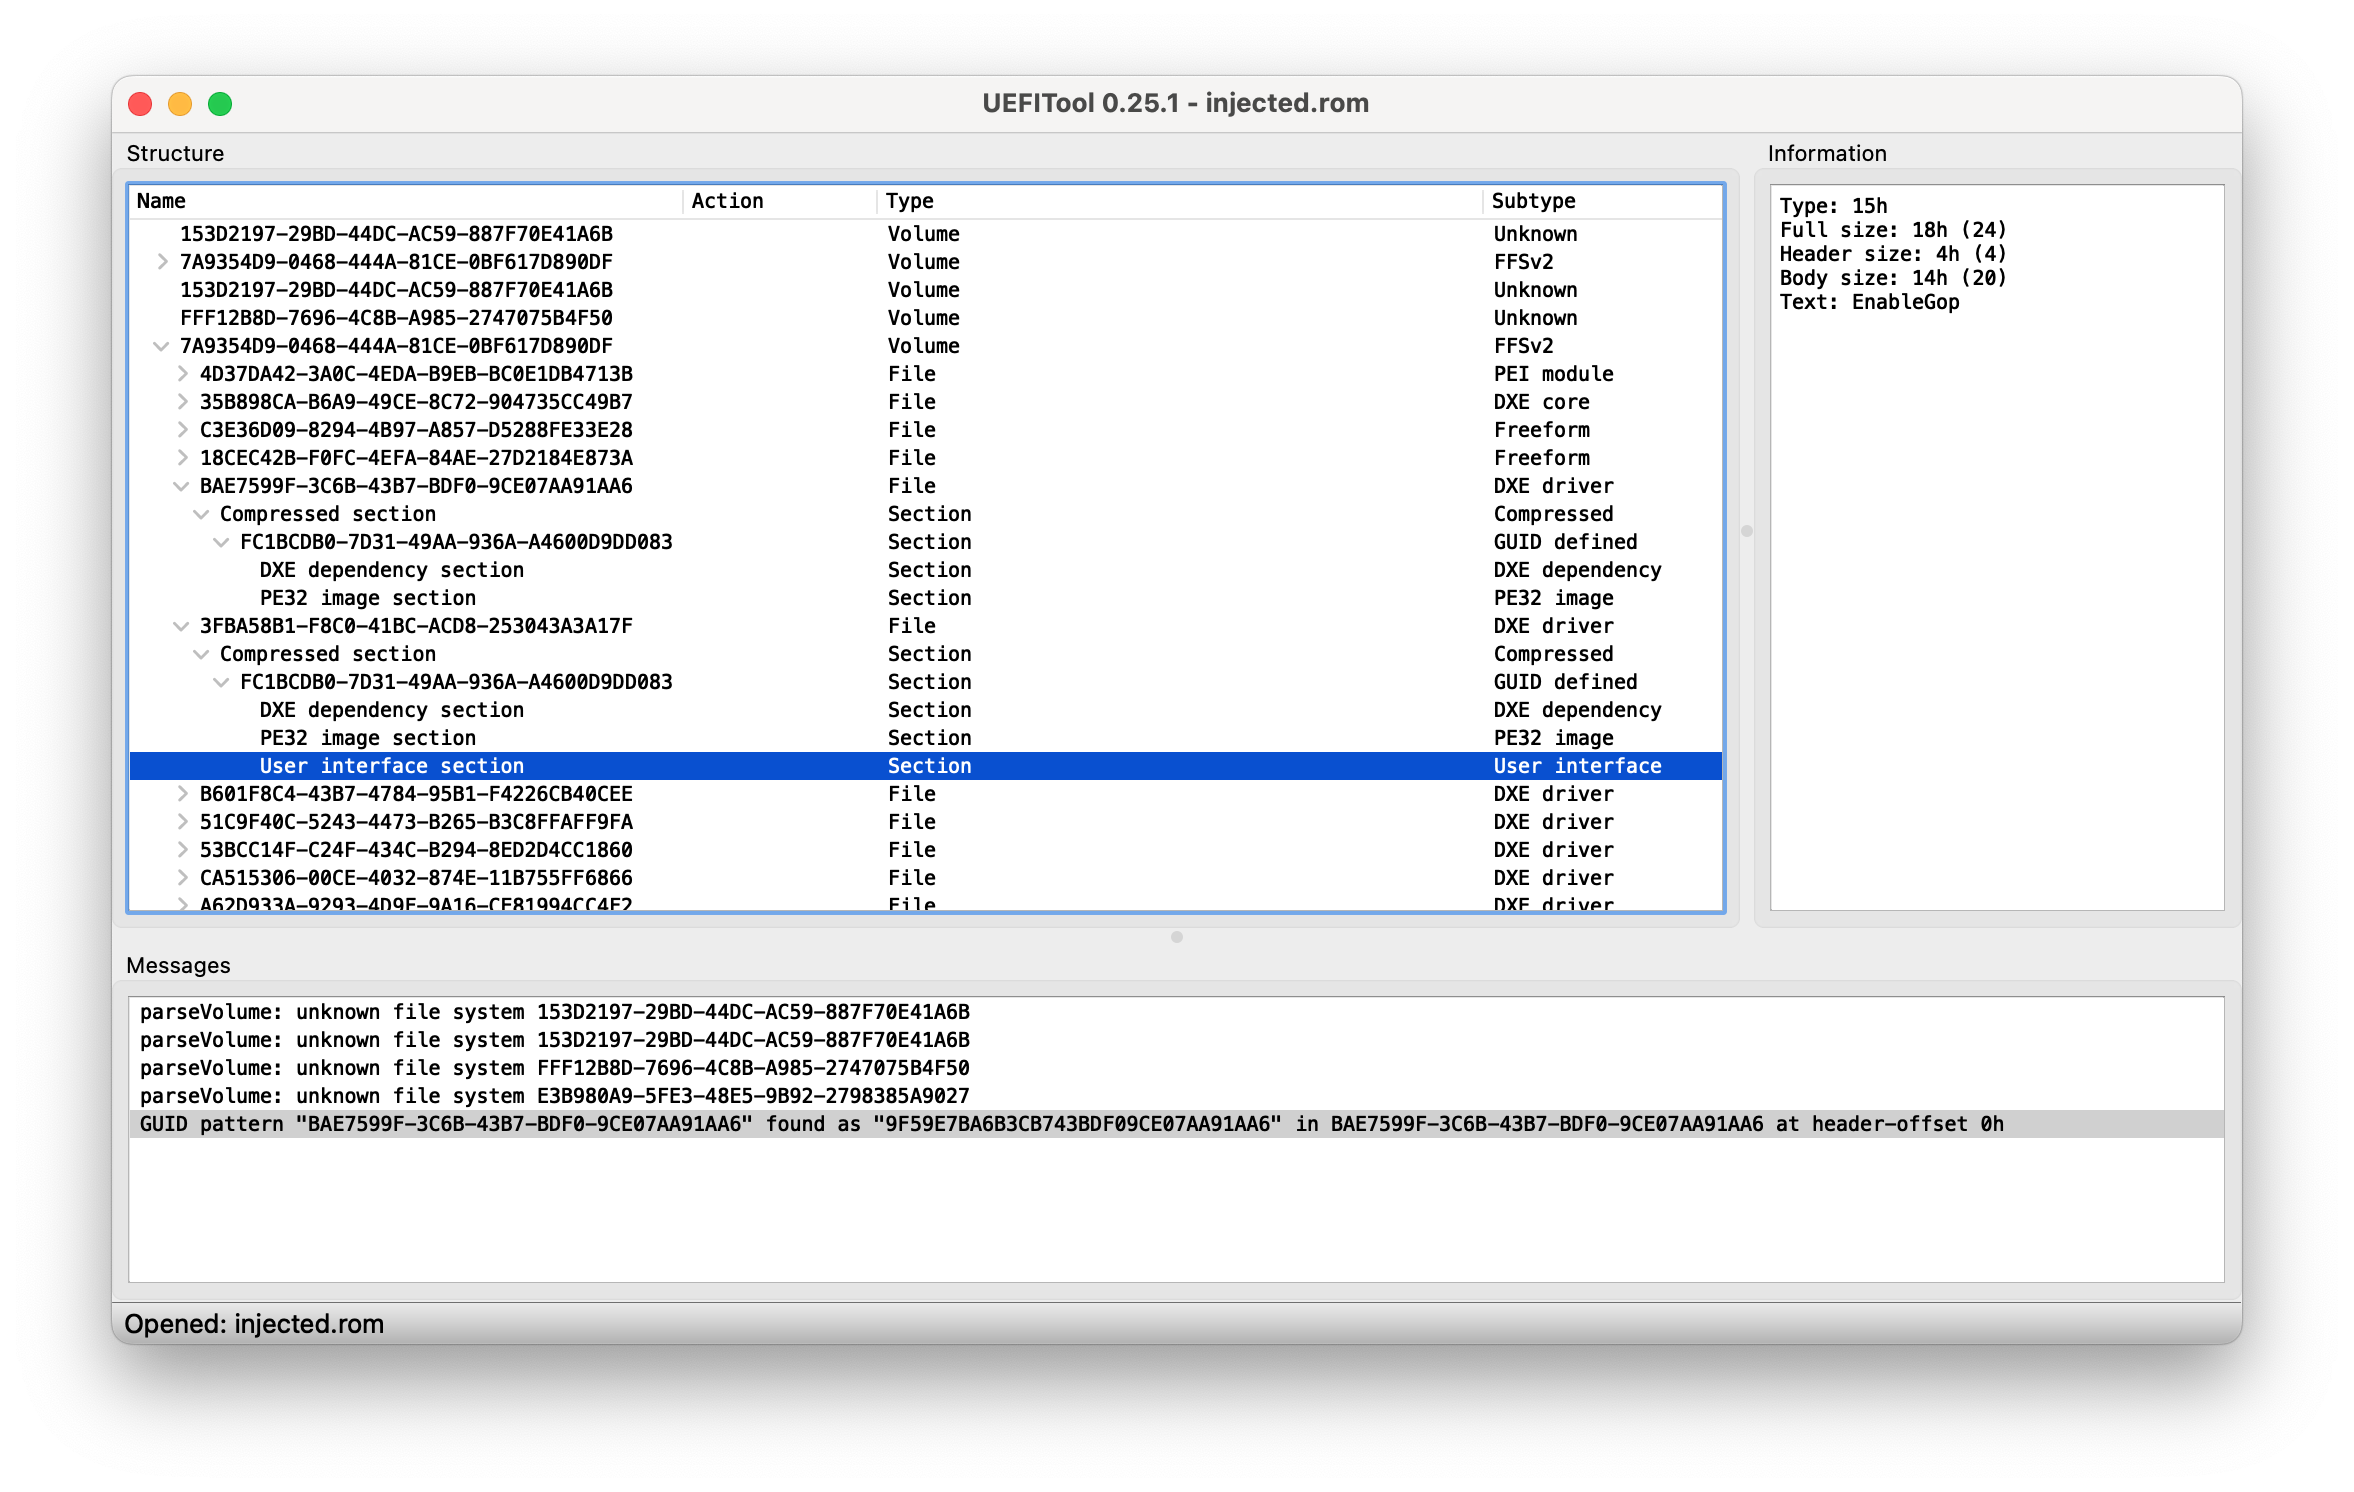 UEFITool 0.25.1 - injected.rom
Structure
Name Action Type Subtype
153D2197-29BD-44DC-AC59-887F70E41A6B Volume Unknown
7A9354D9-0468-444A-81CE-0BF617D890DF Volume FFSv2
153D2197-29BD-44DC-AC59-887F70E41A6B Volume Unknown
FFF12B8D-7696-4C8B-A985-2747075B4F50 Volume Unknown
7A9354D9-0468-444A-81CE-0BF617D890DF Volume FFSv2
4D37DA42-3A0C-4EDA-B9EB-BC0E1DB4713B File PEI module
35B898CA-B6A9-49CE-8C72-904735CC49B7 File DXE core
C3E36D09-8294-4B97-A857-D5288FE33E28 File Freeform
18CEC42B-F0FC-4EFA-84AE-27D2184E873A File Freeform
BAE7599F-3C6B-43B7-BDF0-9CE07AA91AA6 File DXE driver
Compressed section Section Compressed
FC1BCDB0-7D31-49AA-936A-A4600D9DD083 Section GUID defined
DXE dependency section Section DXE dependency
PE32 image section Section PE32 image
3FBA58B1-F8C0-41BC-ACD8-253043A3A17F File DXE driver
Compressed section Section Compressed
FC1BCDB0-7D31-49AA-936A-A4600D9DD083 Section GUID defined
DXE dependency section Section DXE dependency
PE32 image section Section PE32 image
User interface section Section User interface
B601F8C4-43B7-4784-95B1-F4226CB40CEE File DXE driver
51C9F40C-5243-4473-B265-B3C8FFAFF9FA File DXE driver
53BCC14F-C24F-434C-B294-8ED2D4CC1860 File DXE driver
CA515306-00CE-4032-874E-11B755FF6866 File DXE driver
File DXE driver
Information
Type: 15h
Full size: 18h (24)
Header size: 4h (4)
Body size: 14h (20)
Text: EnableGop
Messages
parseVolume: unknown file system 153D2197-29BD-44DC-AC59-887F70E41A6B
parseVolume: unknown file system 153D2197-29BD-44DC-AC59-887F70E41A6B
parseVolume: unknown file system FFF12B8D-7696-4C8B-A985-2747075B4F50
parseVolume: unknown file system E3B980A9-5FE3-48E5-9B92-2798385A9027
GUID pattern "BAE7599F-3C6B-43B7-BDF0-9CE07AA91AA6" found as "9F59E7BA6B3CB743BDF09CE07AA91AA6" in BAE7599F-3C6B-43B7-BDF0-9CE07AA91AA6 at header-offset 0h
Opened: injected.rom